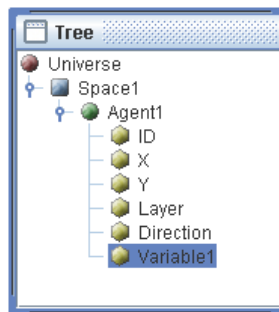 Tree
Universe
Space1
Agent1
ID
X
Y
Layer
Direction
Variable1